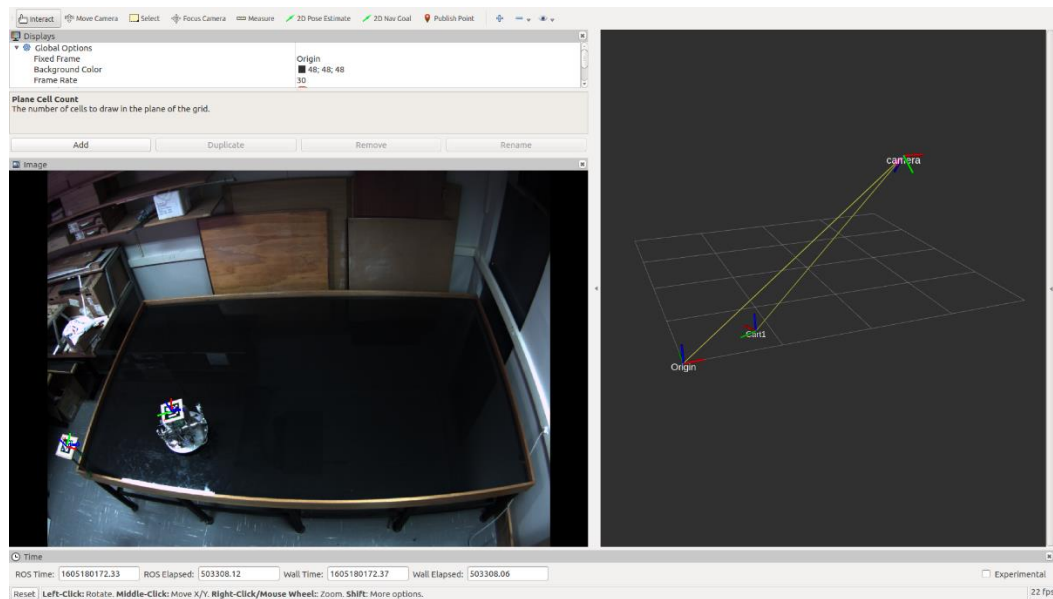 Interact Move Camera Select Focus Camera Measure 2D Pose Estimate 2D Nav Goal Publish Point
Displays
Global Options
Fixed Frame Origin
Background Color 48; 48; 48
Frame Rate 30
Plane Cell Count
The number of cells to draw in the plane of the grid.
Add Duplicate Remove Rename
Image
camera
Cart1
Origin
Time
ROS Time: 1605180172.33 ROS Elapsed: 503308.12 Wall Time: 1605180172.37 Wall Elapsed: 503308.06 Experimental
Reset Left-Click: Rotate. Middle-Click: Move X/Y. Right-Click/Mouse Wheel:: Zoom. Shift: More options. 22 fps